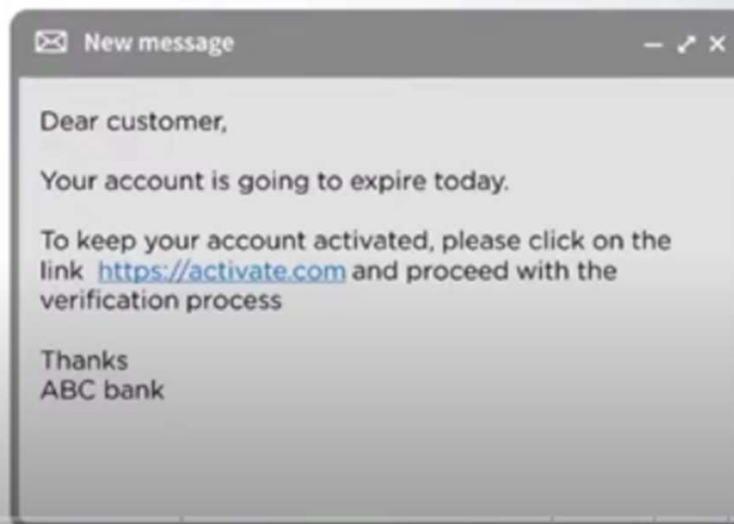 New message
Dear customer,
Your account is going to expire today.
To keep your account activated, please click on the
link https://activate.com and proceed with the
verification process
Thanks
ABC bank